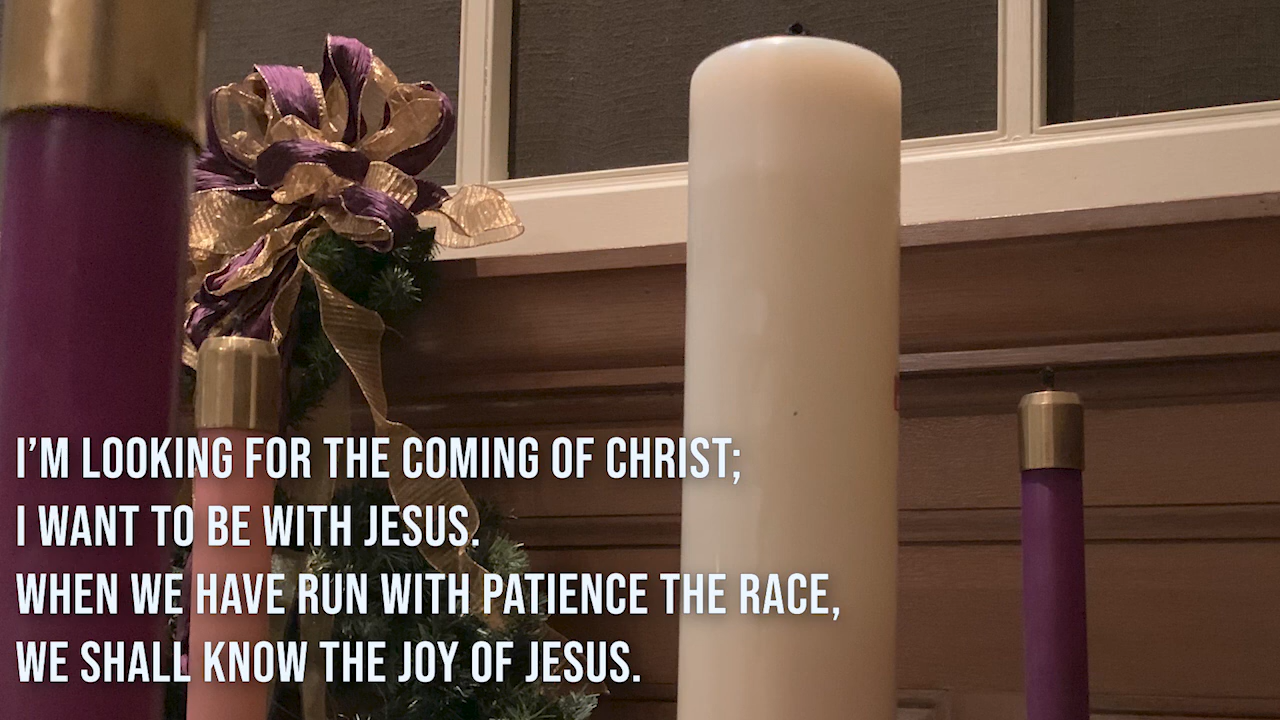 I’M LOOKING FOR THE COMING OF CHRIST;
I WANT TO BE WITH JESUS.
WHEN WE HAVE RUN WITH PATIENCE THE RACE,
WE SHALL KNOW THE JOY OF JESUS.